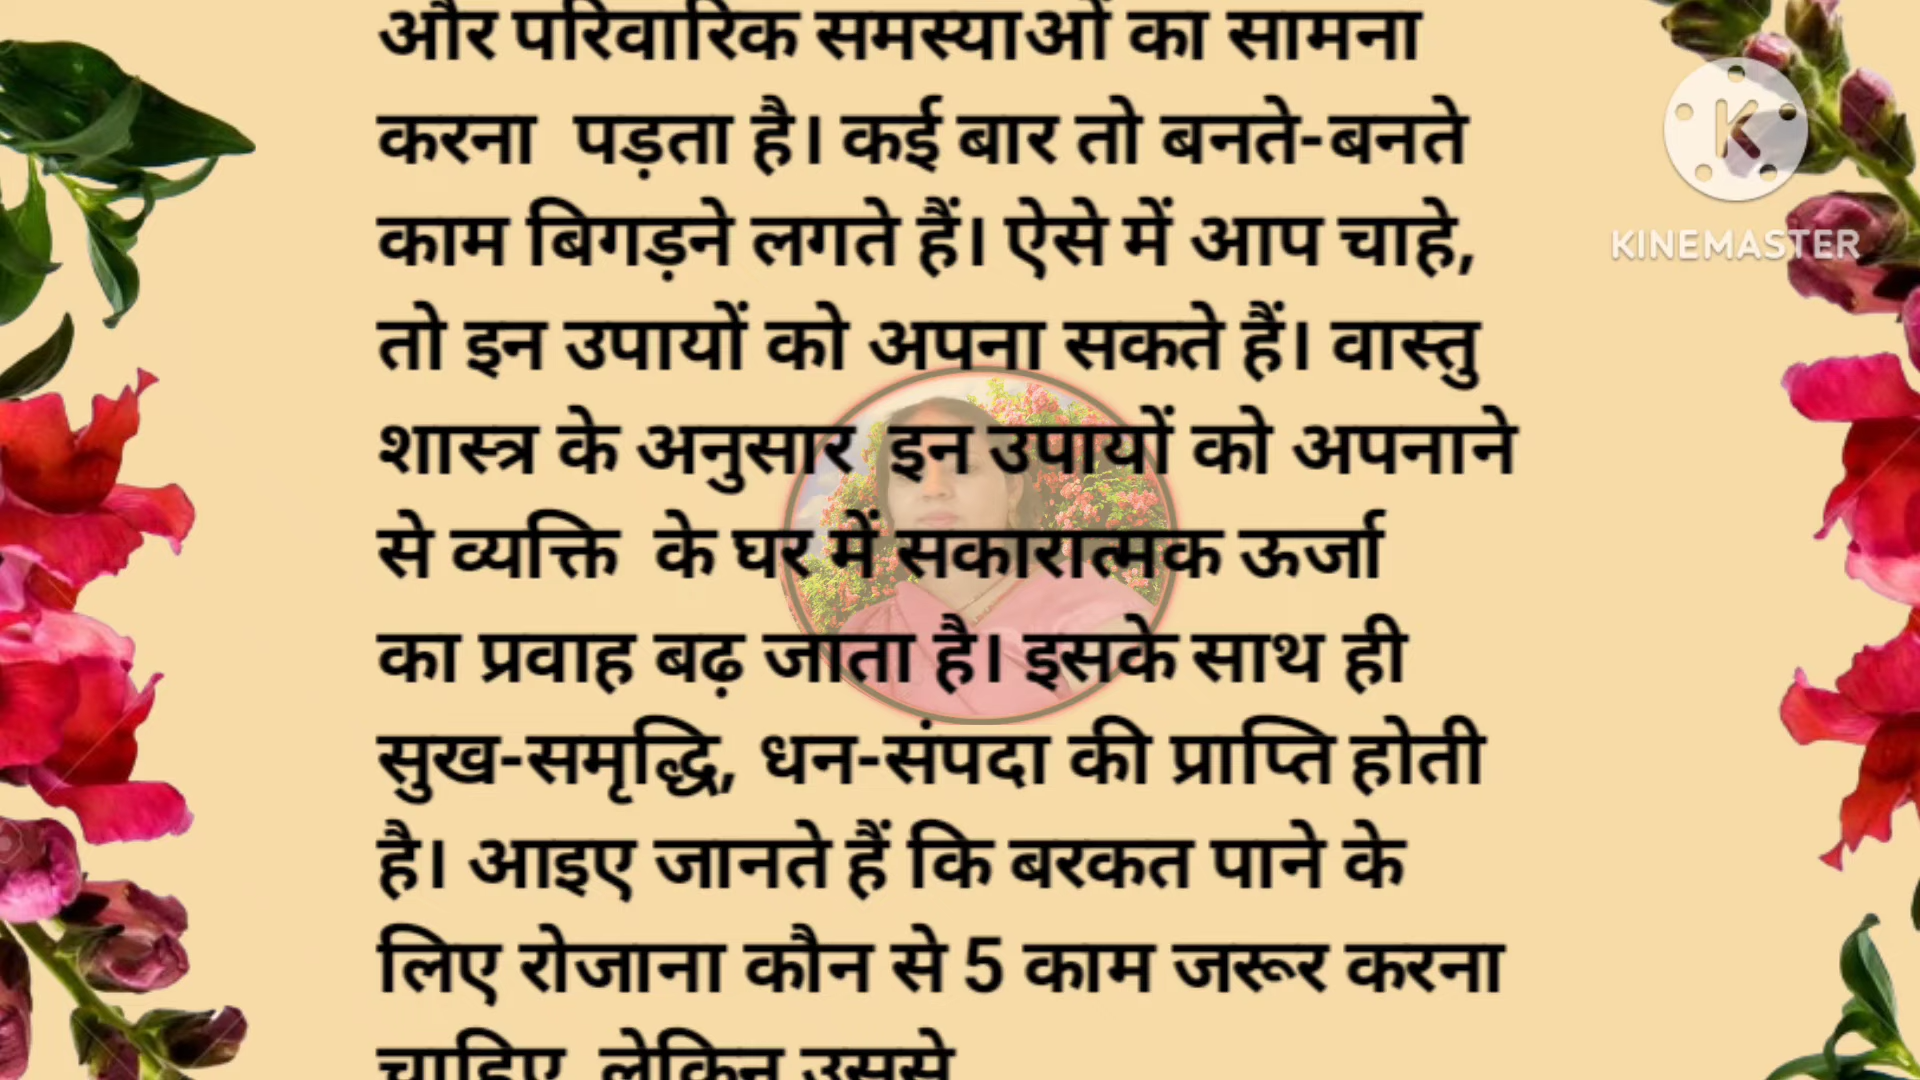 और परिवारिक समस्याओं का सामना
करना पड़ता है। कई बार तो बनते-बनते
काम बिगड़ने लगते हैं। ऐसे में आप चाहे,
तो इन उपायों को अपना सकते हैं। वास्तु
शास्त्र के अनुसार इन उपायों को अपनाने
से व्यक्ति के घर में सकारात्मक ऊर्जा
का प्रवाह बढ़ जाता है। इसके साथ ही
सुख-समृद्धि, धन-संपदा की प्राप्ति होती
है। आइए जानते हैं कि बरकत पाने के
लिए रोजाना कौन से 5 काम जरूर करना
चाहिए लेकिन उससे
KINEMASTER